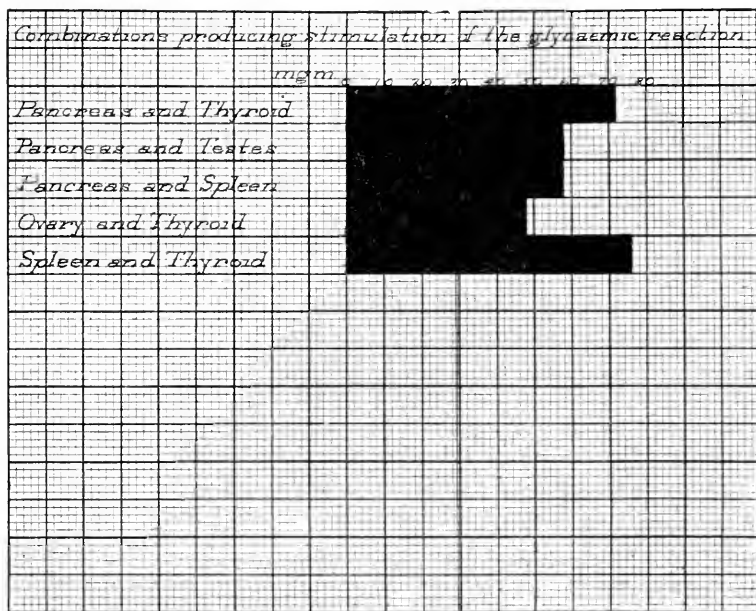 Combinations producing stimulation of the glycaemic reaction
mgm 0 10 20 30 40 50 60 70 80
Pancreas and Thyroid
Pancreas and Testes
Pancreas and Spleen
Ovary and Thyroid
Spleen and Thyroid